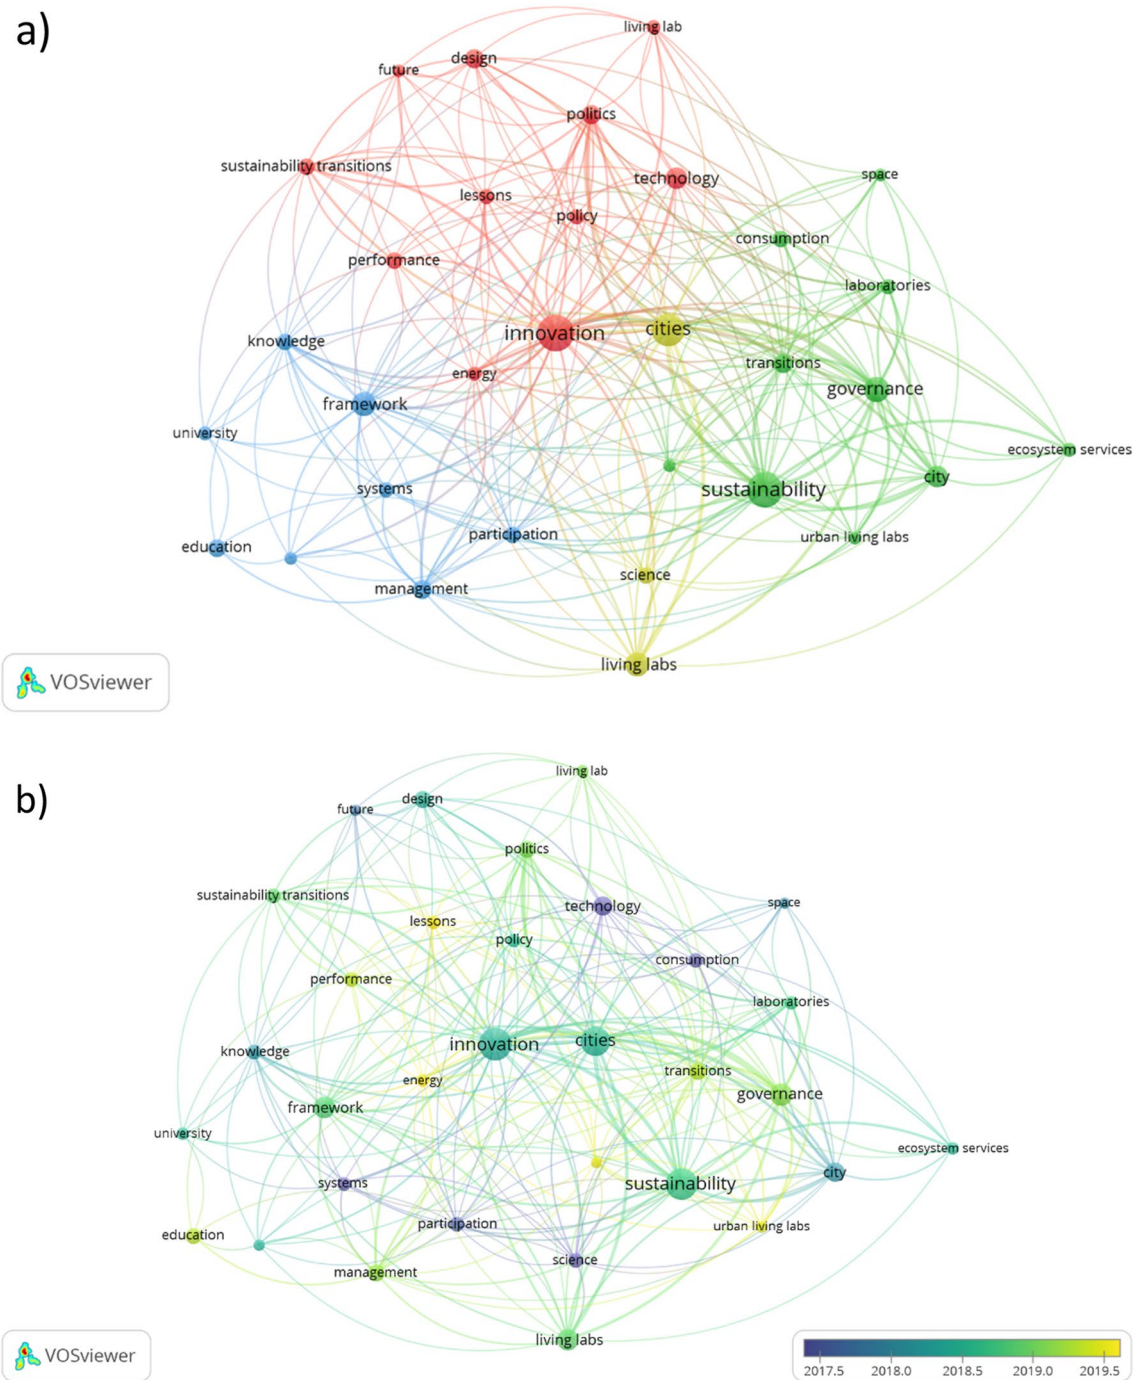 a)
living lab
design
future
politics
sustainability transitions
technology
space
lessons
policy
consumption
performance
laboratories
innovation
cities
knowledge
transitions
energy
governance
framework
university
ecosystem services
city
systems
sustainability
participation
urban living labs
education
science
management
living labs
VOSviewer
b)
living lab
design
future
politics
sustainability transitions
technology
space
lessons
policy
consumption
performance
laboratories
innovation
cities
knowledge
transitions
energy
governance
framework
university
ecosystem services
city
systems
sustainability
participation
urban living labs
education
science
management
living labs
VOSviewer
2017.5 2018.0 2018.5 2019.0 2019.5